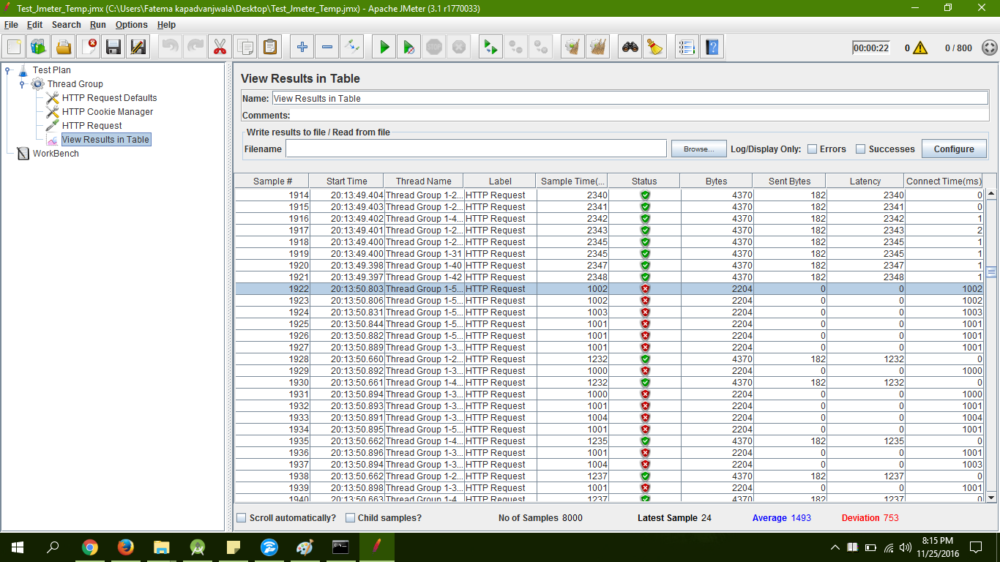 Test_Jmeter_Temp.jmx (C:\Users\Fatema kapadvanjwala\Desktop\Test_Jmeter_Temp.jmx) - Apache JMeter (3.1 r1770033)
File Edit Search Run Options Help
00:00:22 0 0 / 800
Test Plan
Thread Group
HTTP Request Defaults
HTTP Cookie Manager
HTTP Request
View Results in Table
WorkBench
View Results in Table
Name: View Results in Table
Comments:
Write results to file / Read from file
Filename Browse... Log/Display Only: Errors Successes Configure
Sample # Start Time Thread Name Label Sample Time(... Status Bytes Sent Bytes Latency Connect Time(ms)
1914 20:13:49.404 Thread Group 1-2... HTTP Request 2340 4370 182 2340 0
1915 20:13:49.403 Thread Group 1-2... HTTP Request 2341 4370 182 2341 0
1916 20:13:49.402 Thread Group 1-4... HTTP Request 2342 4370 182 2342 1
1917 20:13:49.401 Thread Group 1-2... HTTP Request 2343 4370 182 2343 2
1918 20:13:49.400 Thread Group 1-2... HTTP Request 2345 4370 182 2345 1
1919 20:13:49.400 Thread Group 1-31 HTTP Request 2345 4370 182 2345 1
1920 20:13:49.398 Thread Group 1-40 HTTP Request 2347 4370 182 2347 1
1921 20:13:49.397 Thread Group 1-42 HTTP Request 2348 4370 182 2348 1
1922 20:13:50.803 Thread Group 1-5... HTTP Request 1002 2204 0 0 1002
1923 20:13:50.806 Thread Group 1-5... HTTP Request 1002 2204 0 0 1002
1924 20:13:50.831 Thread Group 1-5... HTTP Request 1003 2204 0 0 1003
1925 20:13:50.844 Thread Group 1-5... HTTP Request 1001 2204 0 0 1001
1926 20:13:50.882 Thread Group 1-5... HTTP Request 1001 2204 0 0 1001
1927 20:13:50.889 Thread Group 1-3... HTTP Request 1001 2204 0 0 1001
1928 20:13:50.660 Thread Group 1-2... HTTP Request 1232 4370 182 1232 0
1929 20:13:50.892 Thread Group 1-3... HTTP Request 1000 2204 0 0 1000
1930 20:13:50.661 Thread Group 1-4... HTTP Request 1232 4370 182 1232 0
1931 20:13:50.894 Thread Group 1-3... HTTP Request 1000 2204 0 0 1000
1932 20:13:50.893 Thread Group 1-3... HTTP Request 1001 2204 0 0 1001
1933 20:13:50.891 Thread Group 1-3... HTTP Request 1004 2204 0 0 1004
1934 20:13:50.895 Thread Group 1-5... HTTP Request 1001 2204 0 0 1001
1935 20:13:50.662 Thread Group 1-4... HTTP Request 1235 4370 182 1235 0
1936 20:13:50.896 Thread Group 1-3... HTTP Request 1001 2204 0 0 1001
1937 20:13:50.894 Thread Group 1-3... HTTP Request 1004 2204 0 0 1003
1938 20:13:50.662 Thread Group 1-2... HTTP Request 1237 4370 182 1237 0
1939 20:13:50.898 Thread Group 1-3... HTTP Request 1001 2204 0 0 1001
1940 20:13:50.663 Thread Group 1-4... HTTP Request 1237 4370 182 1237 0
Scroll automatically? Child samples? No of Samples 8000 Latest Sample 24 Average 1493 Deviation 753
8:15 PM
11/25/2016